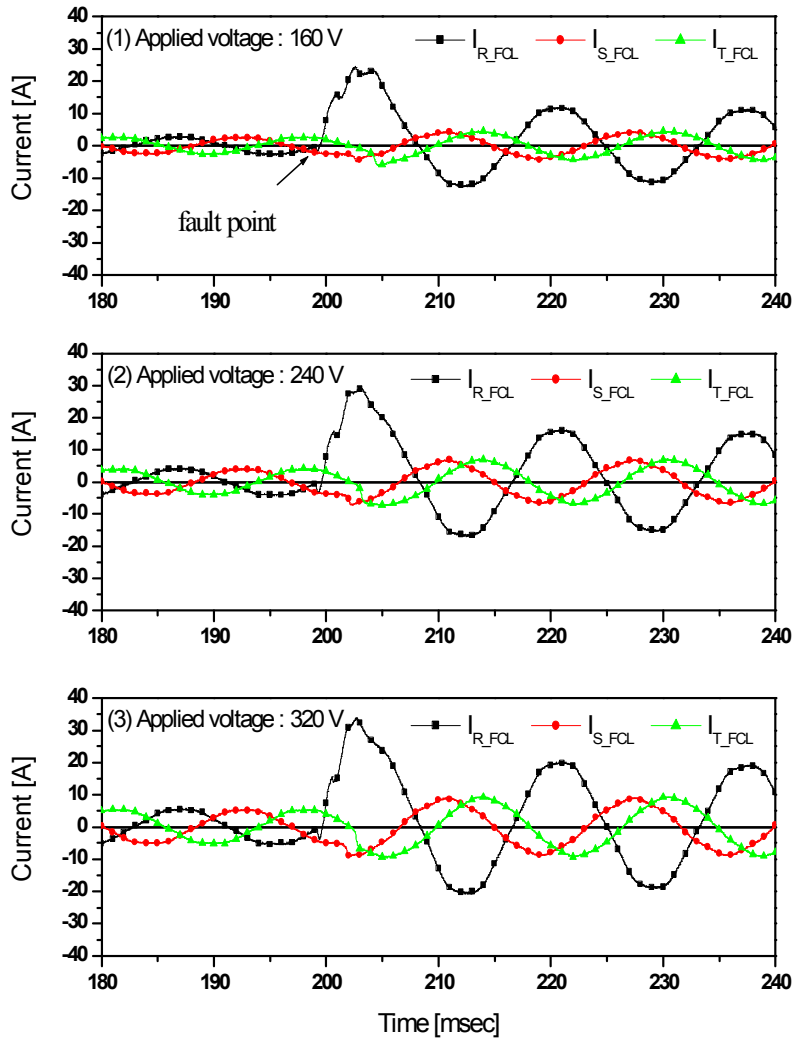 (1) Applied voltage : 160 V
I_R_FCL I_S_FCL I_T_FCL
Current [A]
40
30
20
10
0
-10
-20
-30
-40
fault point
180 190 200 210 220 230 240
(2) Applied voltage : 240 V
I_R_FCL I_S_FCL I_T_FCL
Current [A]
40
30
20
10
0
-10
-20
-30
-40
180 190 200 210 220 230 240
(3) Applied voltage : 320 V
I_R_FCL I_S_FCL I_T_FCL
Current [A]
40
30
20
10
0
-10
-20
-30
-40
180 190 200 210 220 230 240
Time [msec]